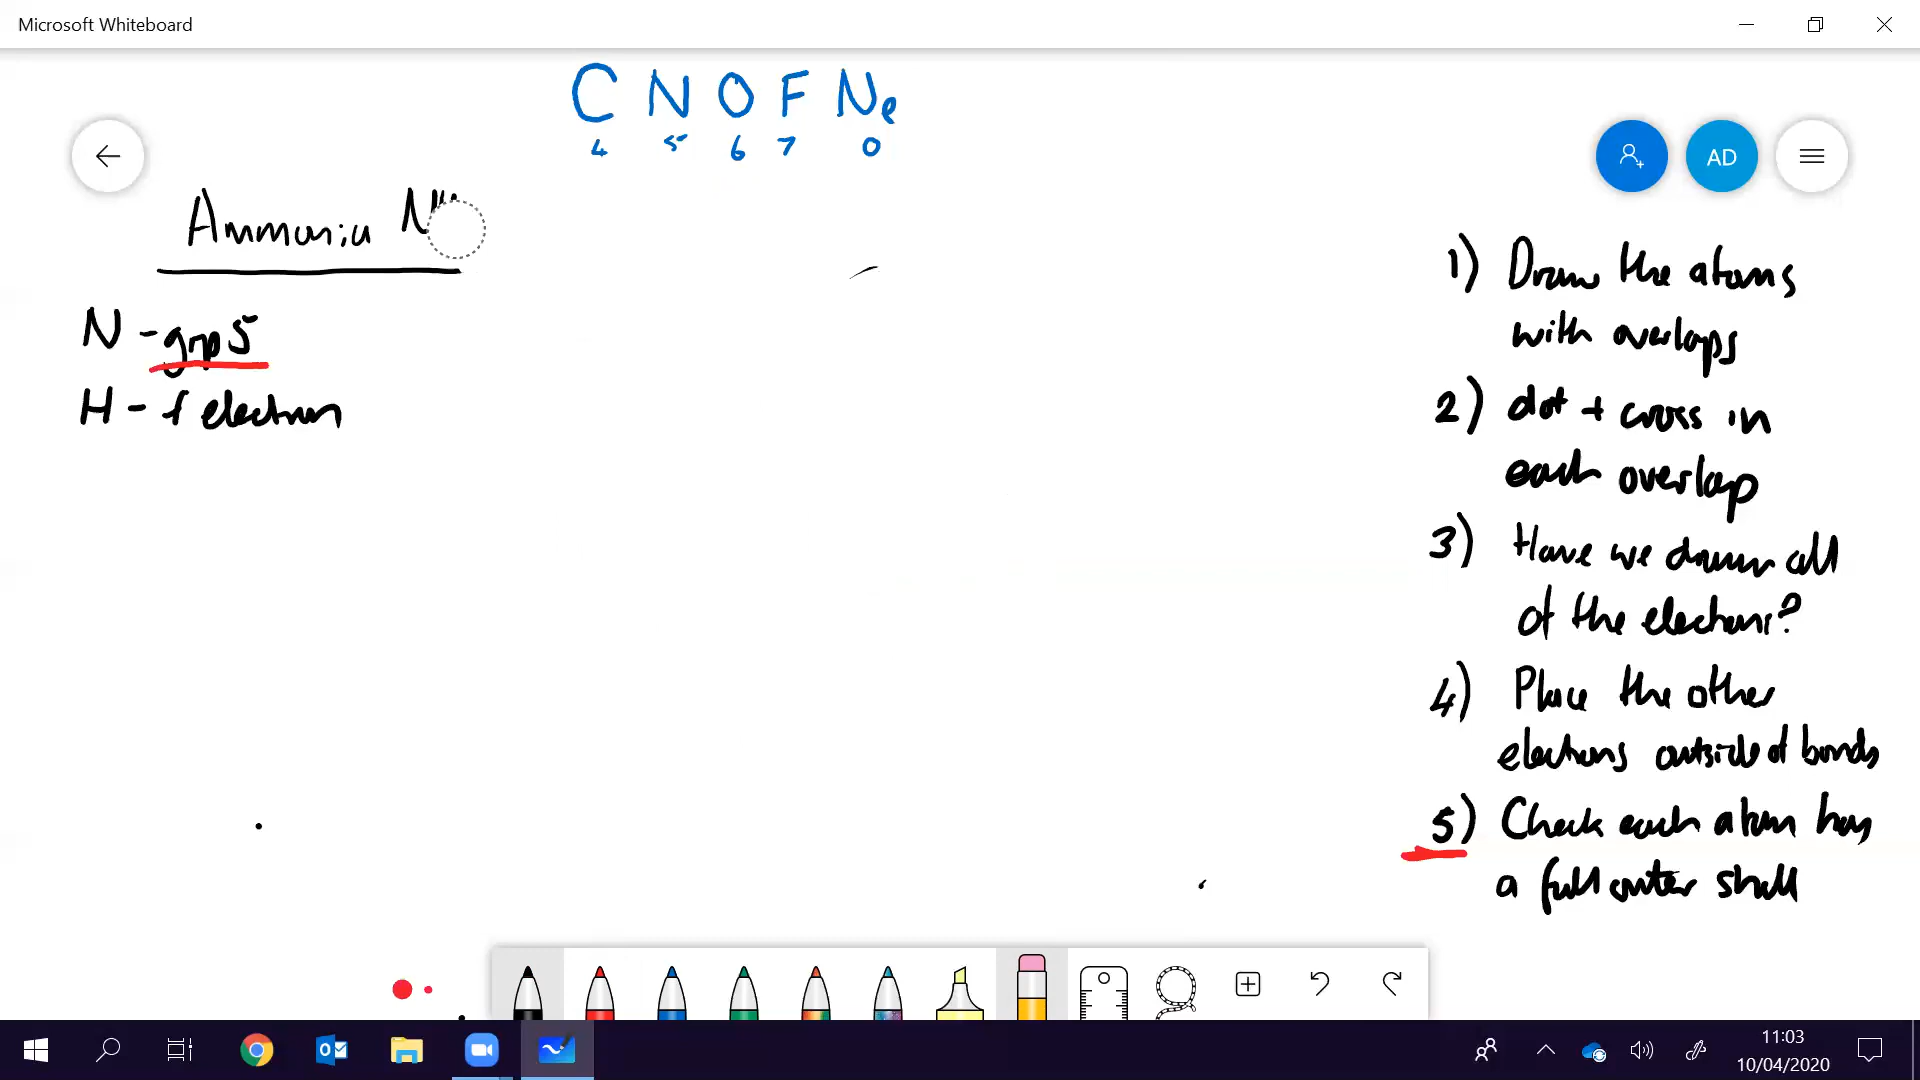 Microsoft Whiteboard
C N O F Ne
4 5 6 7 0
AD
Ammonia N
N - grp 5
H - 1 electron
1) Draw the atoms
with overlaps
2) dot + cross in
each overlap
3) Have we drawn all
of the electrons?
4) Place the other
electrons outside of bonds
5) Check each atom has
a full outer shell
11:03
10/04/2020